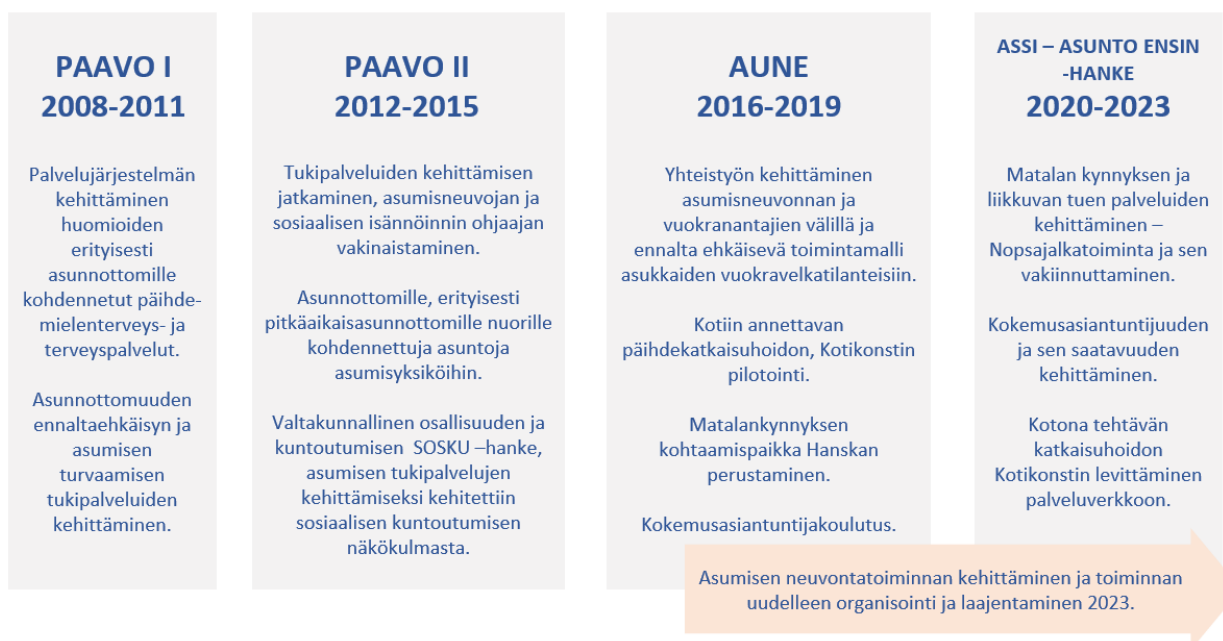 PAAVO I
2008-2011
Palvelujärjestelmän
kehittäminen
huomioiden
erityisesti
asunnottomille
kohdennetut päihde-
mielenterveys- ja
terveyspalvelut.
Asunnottomuuden
ennaltaehkäisyn ja
asumisen
turvaamisen
tukipalveluiden
kehittäminen.
PAAVO II
2012-2015
Tukipalveluiden kehittämisen
jatkaminen, asumisneuvojan ja
sosiaalisen isännöinnin ohjaajan
vakinaistaminen.
Asunnottomille, erityisesti
pitkäaikaisasunnottomille nuorille
kohdennettuja asuntoja
asumisyksiköihin.
Valtakunnallinen osallisuuden ja
kuntoutumisen  SOSKU –hanke,
asumisen tukipalvelujen
kehittämiseksi kehitettiin
sosiaalisen kuntoutumisen
näkökulmasta.
AUNE
2016-2019
Yhteistyön kehittäminen
asumisneuvonnan ja
vuokranantajien välillä ja
ennalta ehkäisevä toimintamalli
asukkaiden vuokravelkatilanteisiin.
Kotiin annettavan
päihdekatkaisuhoidon, Kotikonstin
pilotointi.
Matalankynnyksen
kohtaamispaikka Hanskan
perustaminen.
Kokemusasiantuntijakoulutus.
ASSI – ASUNTO ENSIN
-HANKE
2020-2023
Matalan kynnyksen ja
liikkuvan tuen palveluiden
kehittäminen –
Nopsajalkatoiminta ja sen
vakiinnuttaminen.
Kokemusasiantuntijuuden
ja sen saatavuuden
kehittäminen.
Kotona tehtävän
katkaisuhoidon
Kotikonstin levittäminen
palveluverkkoon.
Asumisen neuvontatoiminnan kehittäminen ja toiminnan
uudelleen organisointi ja laajentaminen 2023.